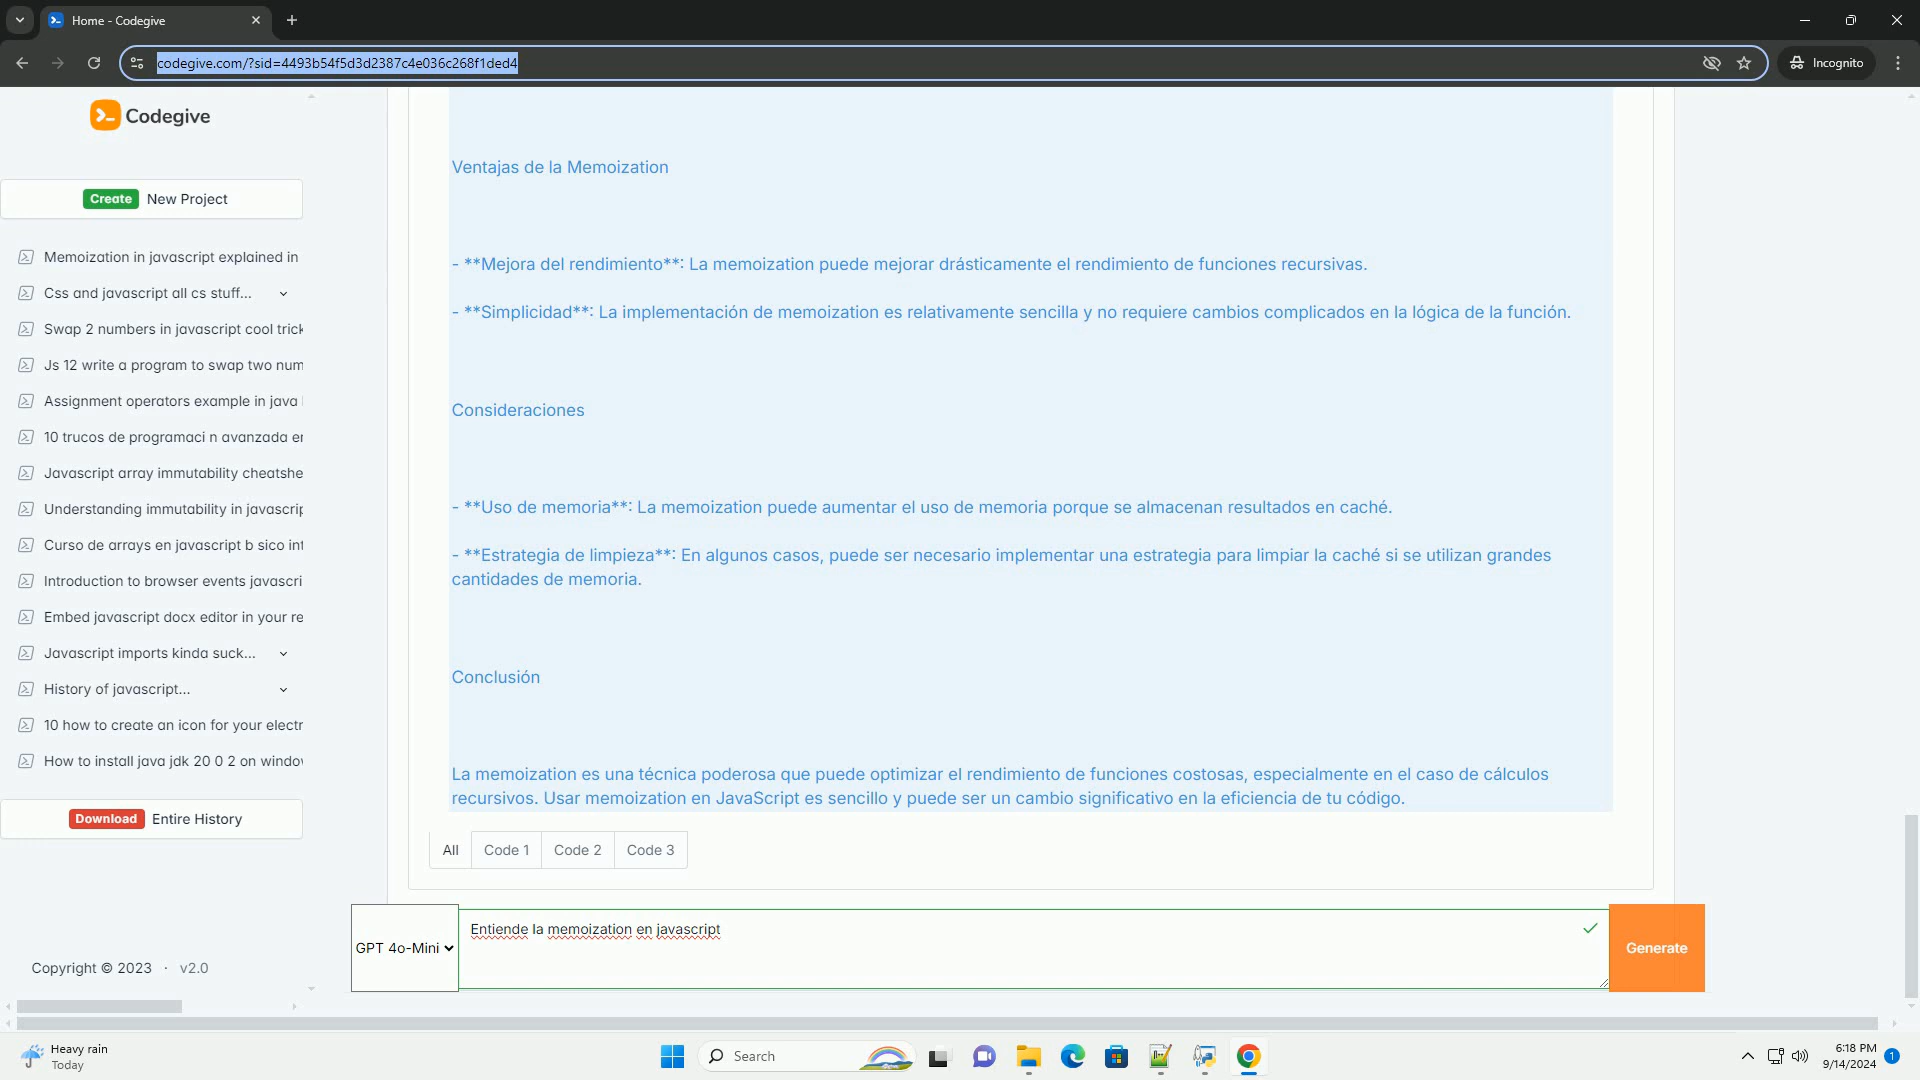 Home - Codegive
codegive.com/?sid=4493b54f5d3d2387c4e036c268f1ded4
Incognito
Codegive
Create New Project
Memoization in javascript explained in
Css and javascript all cs stuff...
Swap 2 numbers in javascript cool trick
Js 12 write a program to swap two num
Assignment operators example in java
10 trucos de programaci n avanzada er
Javascript array immutability cheatshe
Understanding immutability in javascrip
Curso de arrays en javascript b sico int
Introduction to browser events javascri
Embed javascript docx editor in your re
Javascript imports kinda suck...
History of javascript...
10 how to create an icon for your electr
How to install java jdk 20 0 2 on window
Download Entire History
Copyright © 2023 · v2.0
Ventajas de la Memoization
- **Mejora del rendimiento**: La memoization puede mejorar drásticamente el rendimiento de funciones recursivas.
- **Simplicidad**: La implementación de memoization es relativamente sencilla y no requiere cambios complicados en la lógica de la función.
Consideraciones
- **Uso de memoria**: La memoization puede aumentar el uso de memoria porque se almacenan resultados en caché.
- **Estrategia de limpieza**: En algunos casos, puede ser necesario implementar una estrategia para limpiar la caché si se utilizan grandes
cantidades de memoria.
Conclusión
La memoization es una técnica poderosa que puede optimizar el rendimiento de funciones costosas, especialmente en el caso de cálculos
recursivos. Usar memoization en JavaScript es sencillo y puede ser un cambio significativo en la eficiencia de tu código.
All Code 1 Code 2 Code 3
GPT 4o-Mini
Entiende la memoization en javascript
Generate
Heavy rain
Today
Search
6:18 PM
9/14/2024
1